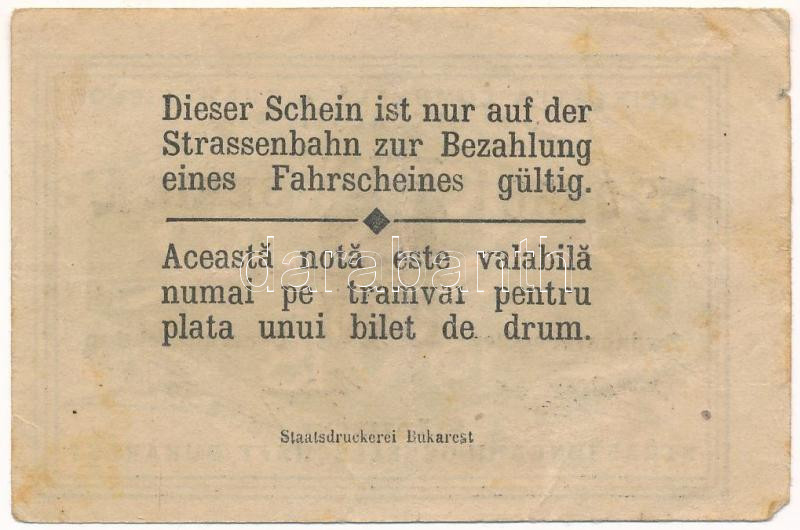 Dieser Schein ist nur auf der
Strassenbahn zur Bezahlung
eines Fahrscheines gültig.
Această notă este valabilă
numai pe tramvai pentru
plata unui bilet de drum.
darabanth
Staatsdruckerei Bukarest